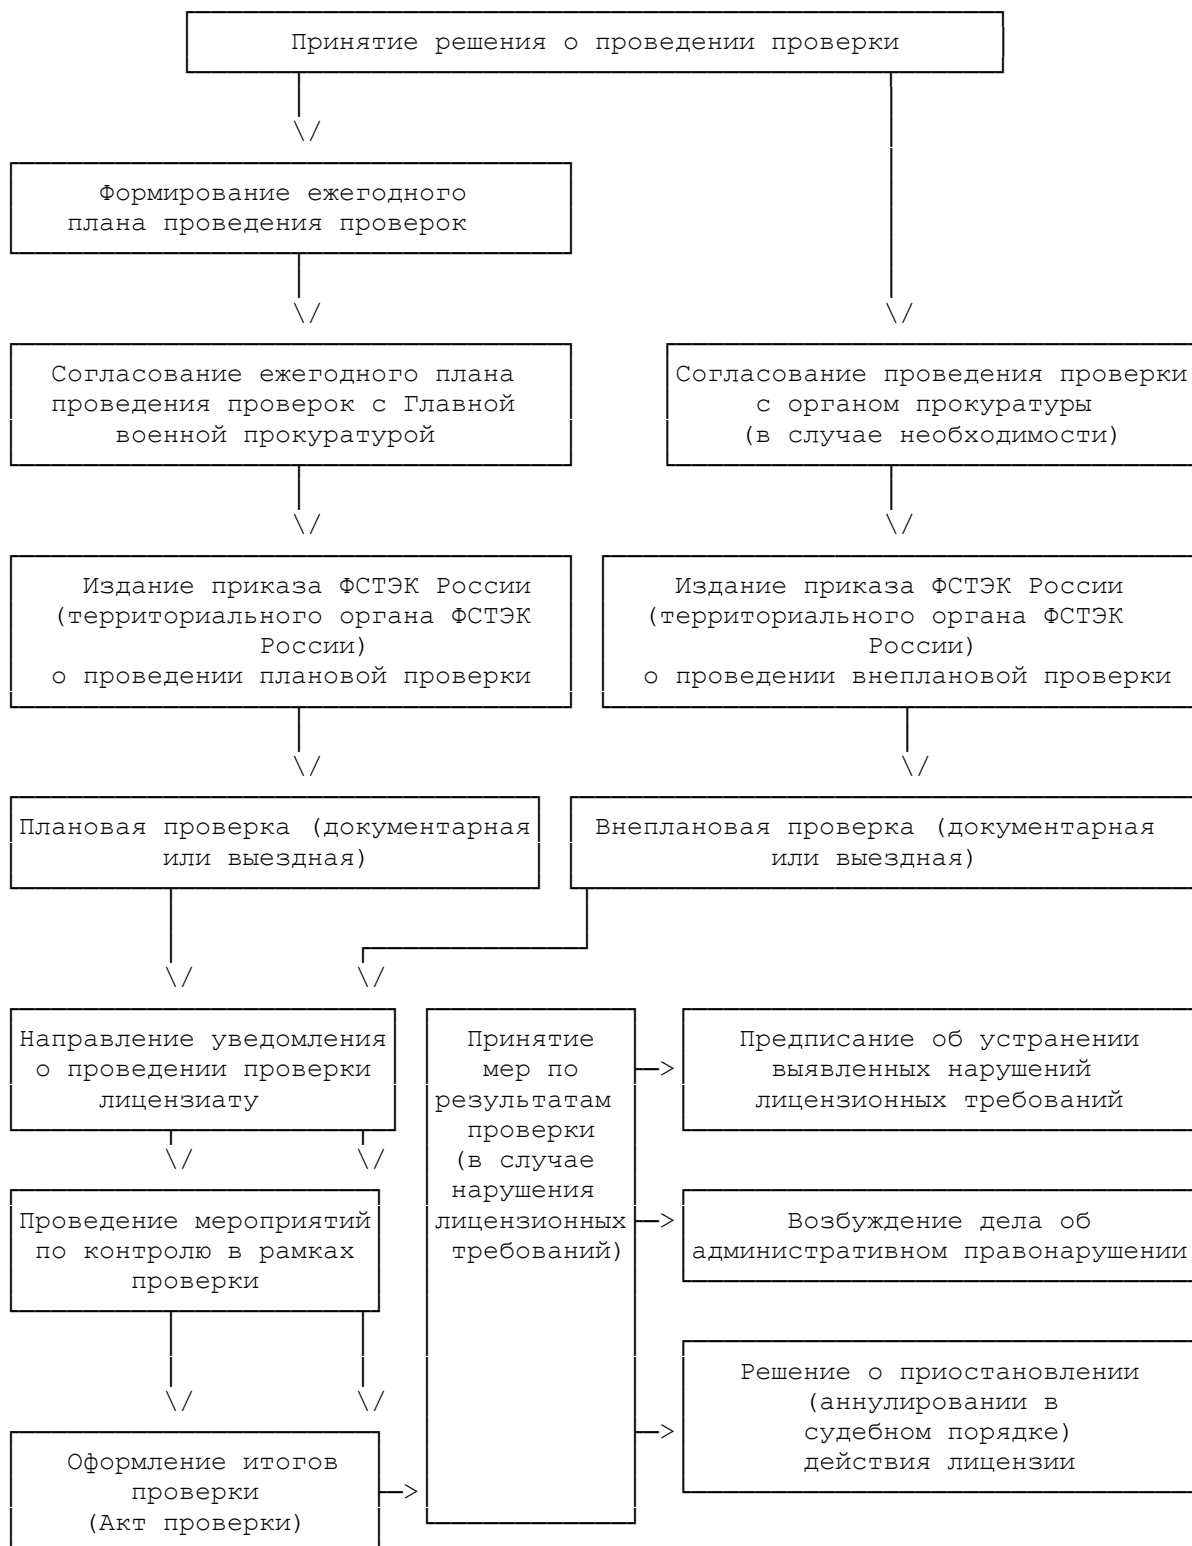 Принятие решения о проведении проверки
Формирование ежегодного
плана проведения проверок
Согласование ежегодного плана
проведения проверок с Главной
военной прокуратурой
Согласование проведения проверки
с органом прокуратуры
(в случае необходимости)
Издание приказа ФСТЭК России
(территориального органа ФСТЭК
России)
о проведении плановой проверки
Издание приказа ФСТЭК России
(территориального органа ФСТЭК
России)
о проведении внеплановой проверки
Плановая проверка (документарная
или выездная)
Внеплановая проверка (документарная
или выездная)
Направление уведомления
о проведении проверки
лицензиату
Проведение мероприятий
по контролю в рамках
проверки
Оформление итогов
проверки
(Акт проверки)
Принятие
мер по
результатам
проверки
(в случае
нарушения
лицензионных
требований)
Предписание об устранении
выявленных нарушений
лицензионных требований
Возбуждение дела об
административном правонарушении
Решение о приостановлении
(аннулировании в
судебном порядке)
действия лицензии